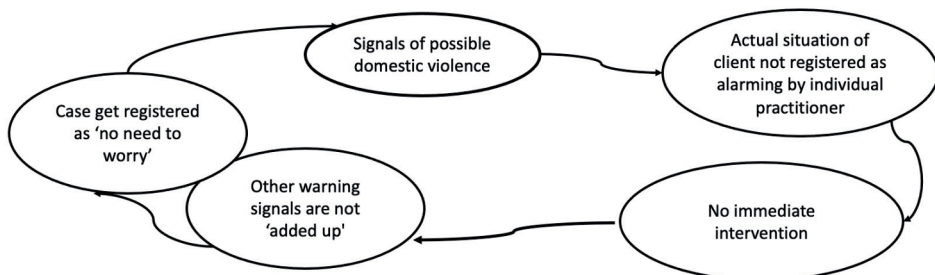 Signals of possible
domestic violence
Actual situation of
client not registered as
alarming by individual
practitioner
No immediate
intervention
Other warning
signals are not
‘added up'
Case get registered
as ‘no need to
worry’